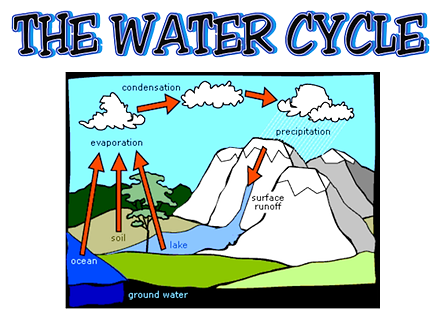 THE WATER CYCLE
condensation
precipitation
evaporation
surface
runoff
soil
lake
ocean
ground water